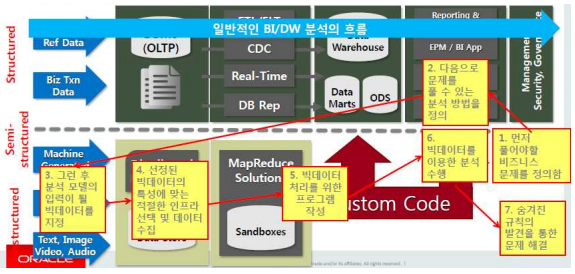 일반적인 BI/DW 분석의 흐름
Structured
Ref Data
Biz Txn
Data
(OLTP)
ETL/ELT
CDC
Real-Time
DB Rep
Warehouse
Data
Marts
ODS
Reporting &
EPM / BI App
Management
Security, Governance
Semi-
structured
Machine
Text, Image
Video, Audio
MapReduce
Solution
Sandboxes
Custom Code
1. 먼저
풀어야할
비즈니스
문제를 정의함
2. 다음으로
문제를
풀 수 있는
분석 방법을
정의
3. 그런 후
분석 모델의
입력이 될
빅데이터를
지정
4. 선정된
빅데이터의
특성에 맞는
적절한 인프라
선택 및 데이터
수집
5. 빅데이터
처리를 위한
프로그램
작성
6.
빅데이터를
이용한 분석
수행
7. 숨겨진
규칙의
발견을 통한
문제 해결
ORACLE